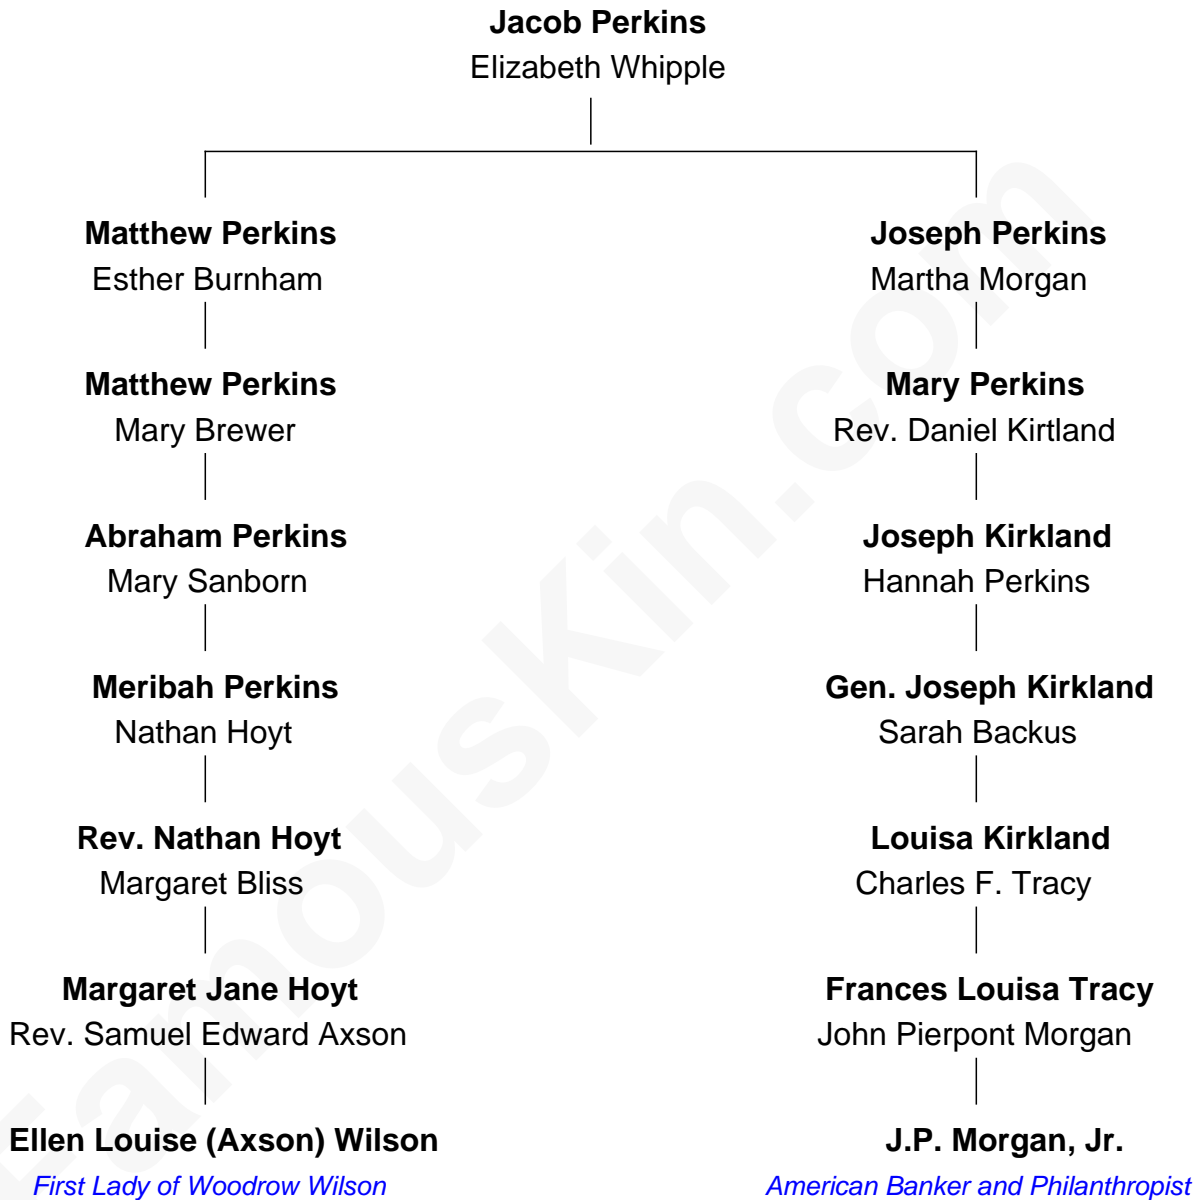 Jacob Perkins
Elizabeth Whipple
Matthew Perkins
Esther Burnham
Matthew Perkins
Mary Brewer
Abraham Perkins
Mary Sanborn
Meribah Perkins
Nathan Hoyt
Rev. Nathan Hoyt
Margaret Bliss
Margaret Jane Hoyt
Rev. Samuel Edward Axson
Ellen Louise (Axson) Wilson
First Lady of Woodrow Wilson
Joseph Perkins
Martha Morgan
Mary Perkins
Rev. Daniel Kirtland
Joseph Kirkland
Hannah Perkins
Gen. Joseph Kirkland
Sarah Backus
Louisa Kirkland
Charles F. Tracy
Frances Louisa Tracy
John Pierpont Morgan
J.P. Morgan, Jr.
American Banker and Philanthropist
FamousKin.com